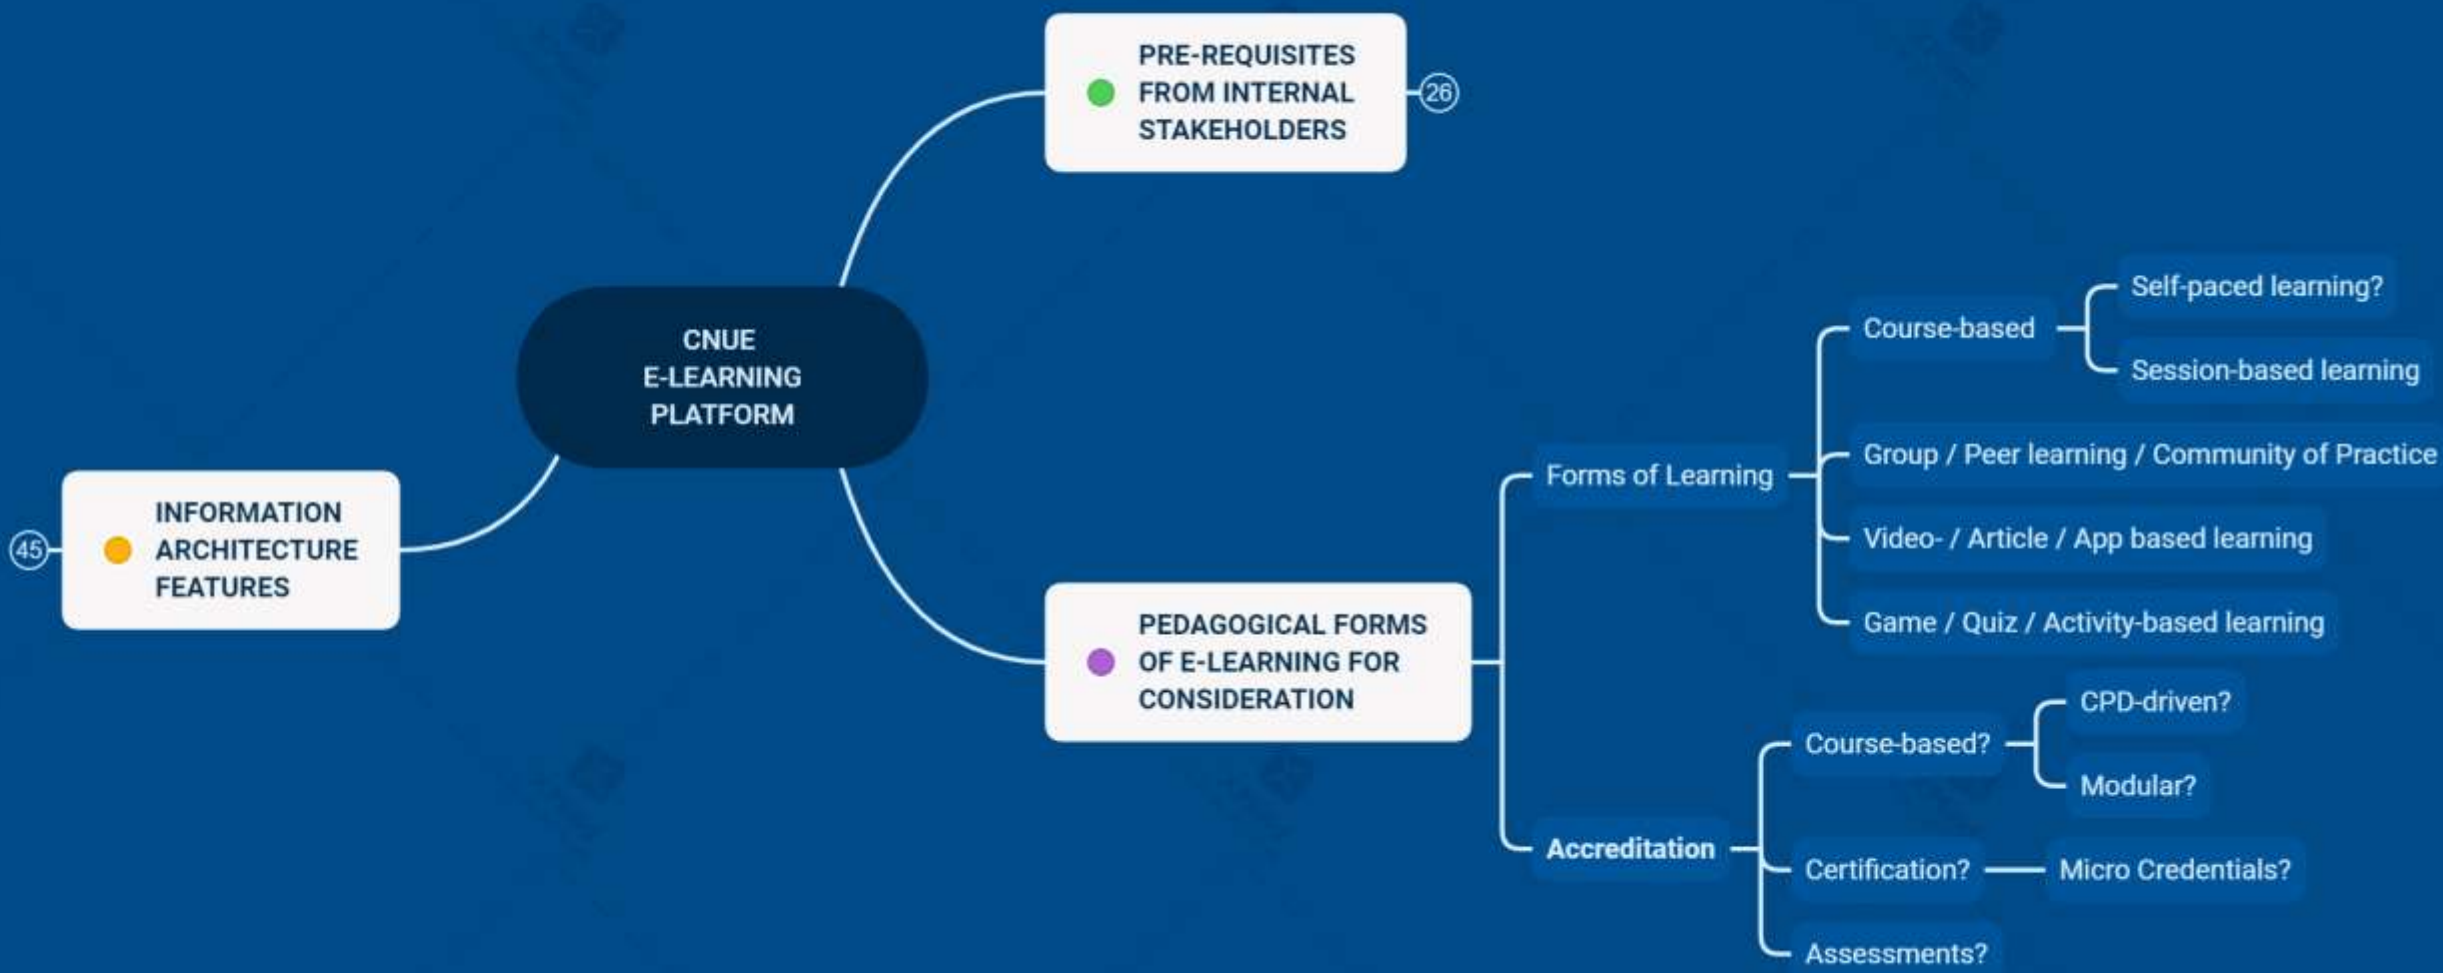 PRE-REQUISITES
FROM INTERNAL
STAKEHOLDERS
26
CNUE
E-LEARNING
PLATFORM
INFORMATION
ARCHITECTURE
FEATURES
45
PEDAGOGICAL FORMS
OF E-LEARNING FOR
CONSIDERATION
Forms of Learning
Course-based
Self-paced learning?
Session-based learning
Group / Peer learning / Community of Practice
Video- / Article / App based learning
Game / Quiz / Activity-based learning
Accreditation
Course-based?
CPD-driven?
Modular?
Certification?
Micro Credentials?
Assessments?